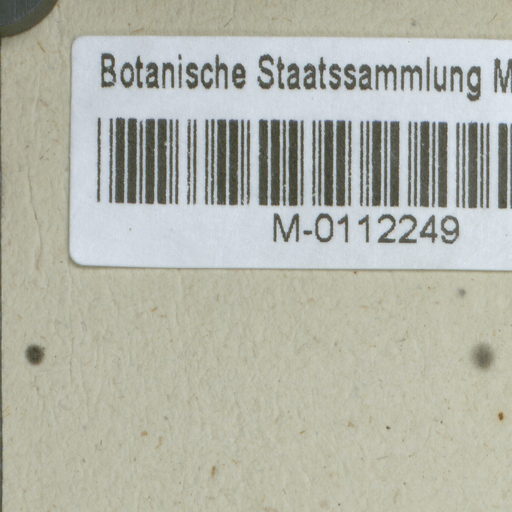 Botanische Staatssammlung M
M-0112249